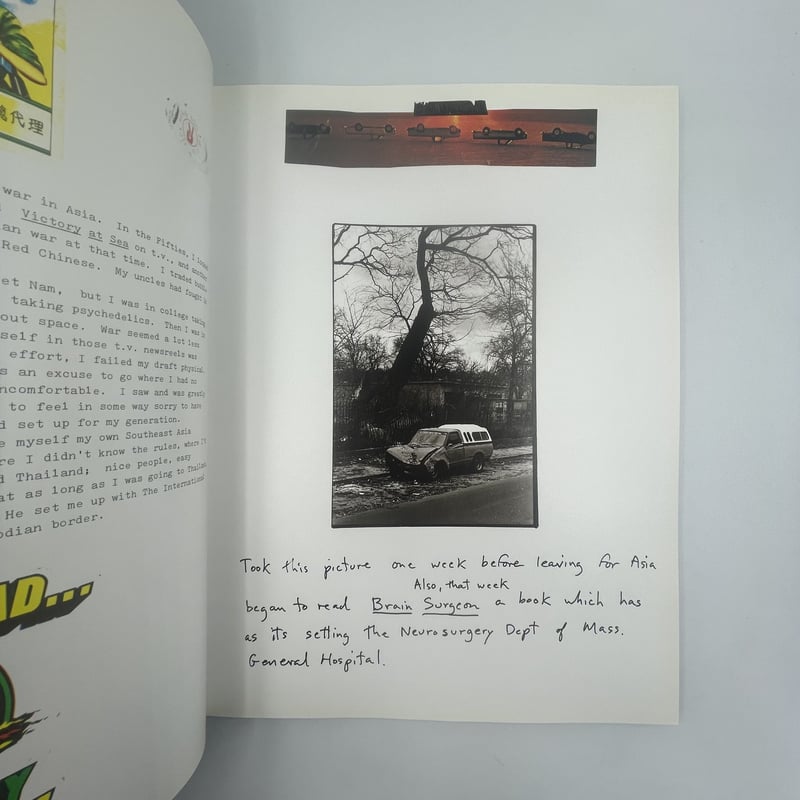 代理
war in Asia. In the Fifties, I
Victory at Sea on t.v., and another
an war at that time. I traded
Red Chinese. My uncles had fought in
et Nam, but I was in college taking
taking psychedelics. Then I was in
out space. War seemed a lot less
self in those t.v. newsreels was
effort, I failed my draft physical.
s an excuse to go where I had no
ncomfortable. I saw and was greatly
to feel in some way sorry to have
d set up for my generation.
e myself my own Southeast Asia
re I didn't know the rules, where I'd
d Thailand; nice people, easy
at as long as I was going to Thailand
He set me up with The International
odian border.
AD...
Took this picture one week before leaving for Asia
Also, that week
began to read Brain Surgeon a book which has
as its setting the Neurosurgery Dept of Mass.
General Hospital.